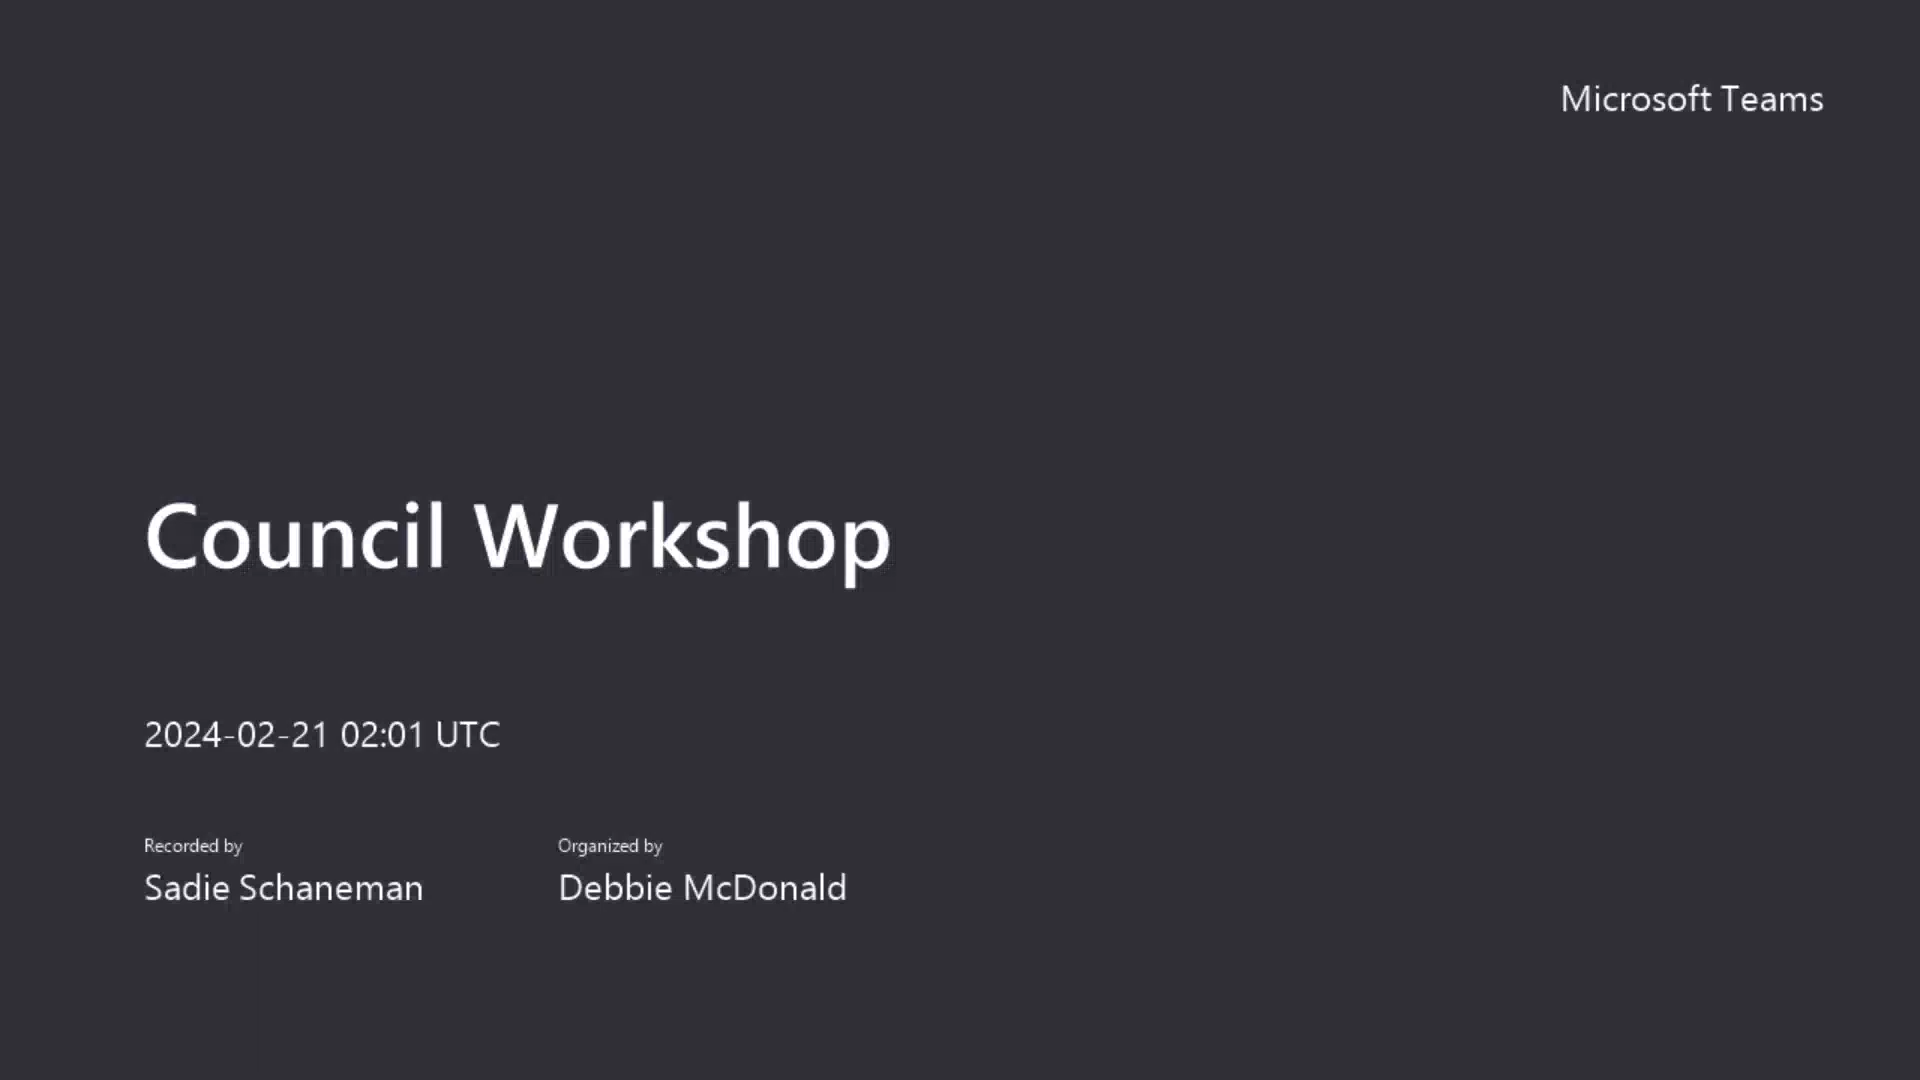 Microsoft Teams
Council Workshop
2024-02-21 02:01 UTC
Recorded by
Sadie Schaneman
Organized by
Debbie McDonald